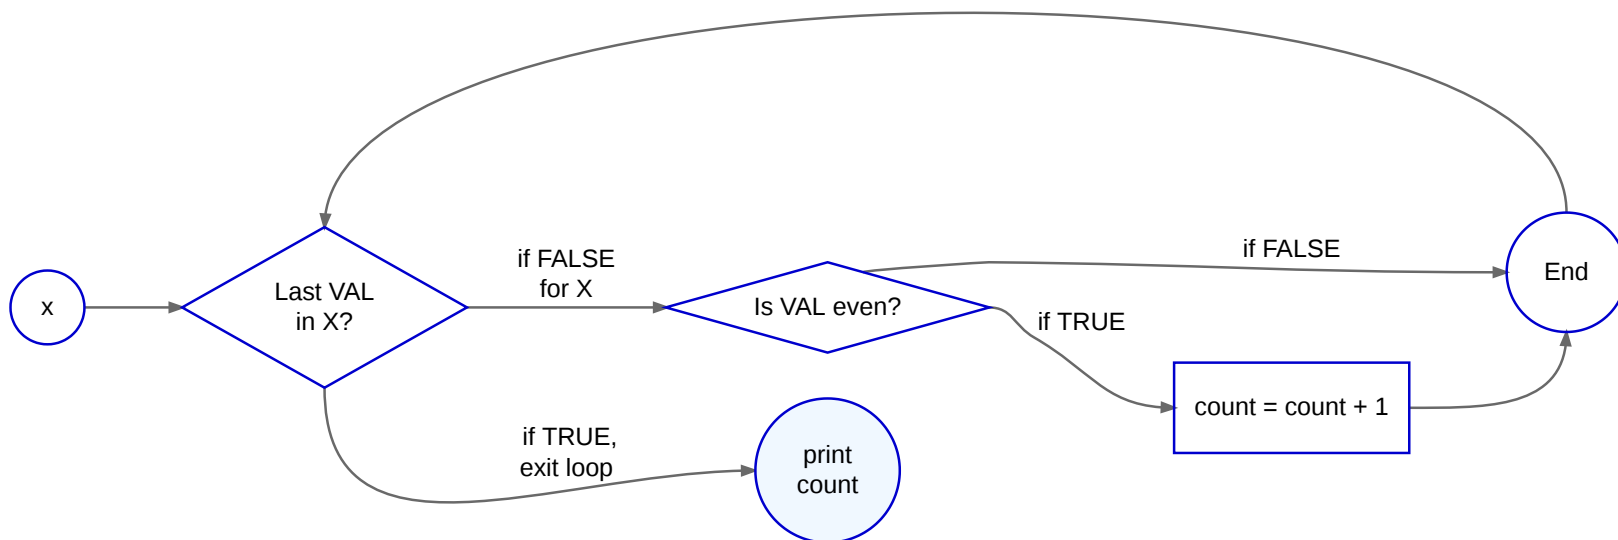 x
Last VAL
in X?
if FALSE
for X
Is VAL even?
if FALSE
if TRUE
count = count + 1
End
if TRUE,
exit loop
print
count